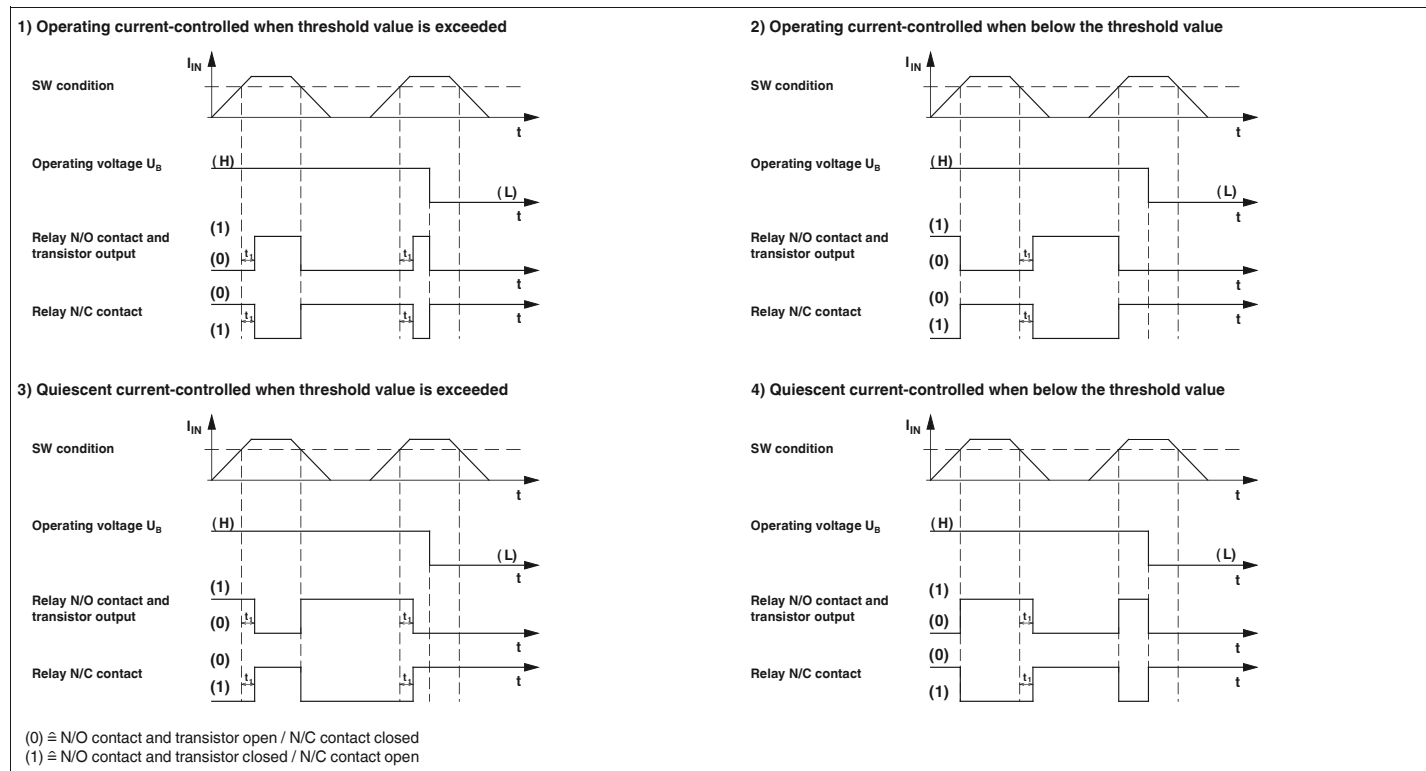 1) Operating current-controlled when threshold value is exceeded
I_IN
SW condition
t
Operating voltage U_B
(H)
(L)
t
(1)
Relay N/O contact and
transistor output
(0)
t₁
t₁
t
(0)
Relay N/C contact
(1)
t₁
t₁
t
2) Operating current-controlled when below the threshold value
I_IN
SW condition
t
Operating voltage U_B
(H)
(L)
t
(1)
Relay N/O contact and
transistor output
(0)
t₁
t
(0)
Relay N/C contact
(1)
t₁
t
3) Quiescent current-controlled when threshold value is exceeded
I_IN
SW condition
t
Operating voltage U_B
(H)
(L)
t
(1)
Relay N/O contact and
transistor output
(0)
t₁
t₁
t
(0)
Relay N/C contact
(1)
t₁
t₁
t
4) Quiescent current-controlled when below the threshold value
I_IN
SW condition
t
Operating voltage U_B
(H)
(L)
t
(1)
Relay N/O contact and
transistor output
(0)
t₁
t
(0)
Relay N/C contact
(1)
t₁
t
(0) ≙ N/O contact and transistor open / N/C contact closed
(1) ≙ N/O contact and transistor closed / N/C contact open